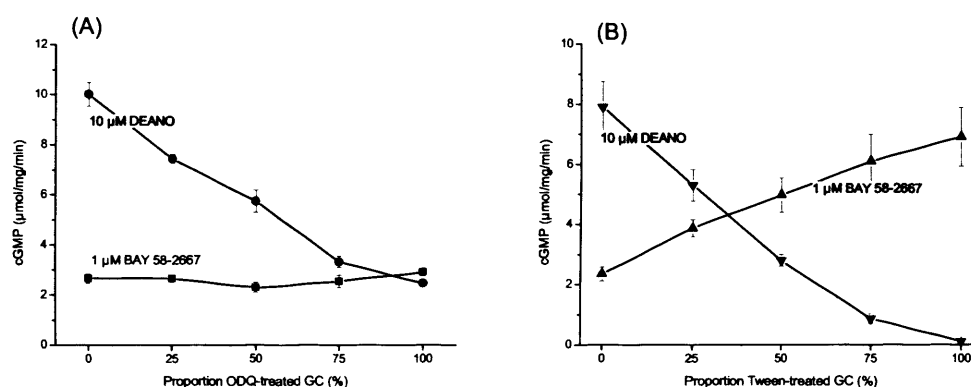 (A)
12
10
8
6
4
2
0
cGMP (µmol/mg/min)
10 µM DEANO
1 µM BAY 58-2667
0 25 50 75 100
Proportion ODQ-treated GC (%)
(B)
10
8
6
4
2
0
cGMP (µmol/mg/min)
10 µM DEANO
1 µM BAY 58-2667
0 25 50 75 100
Proportion Tween-treated GC (%)